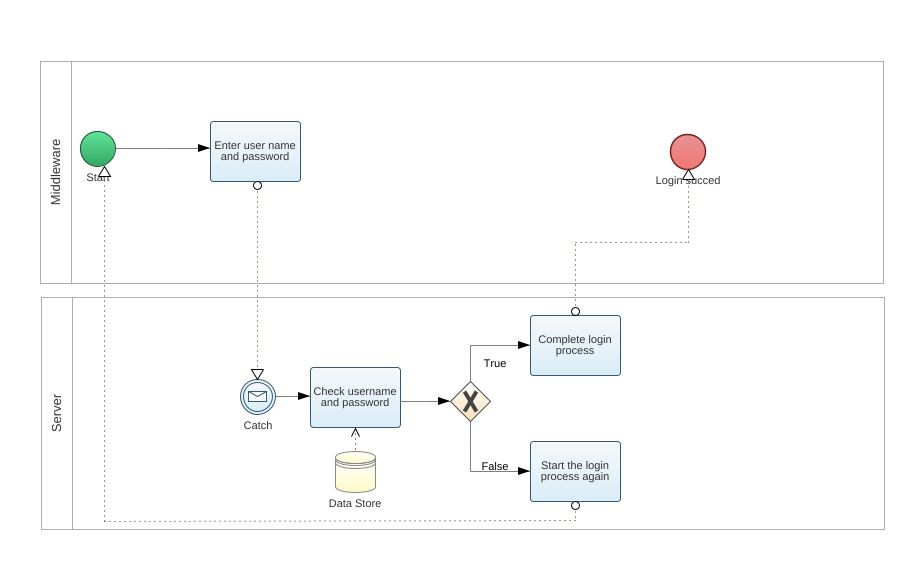 Middleware
Start
Enter user name
and password
Login succed
Server
Catch
Check username
and password
Data Store
True
False
Complete login
process
Start the login
process again